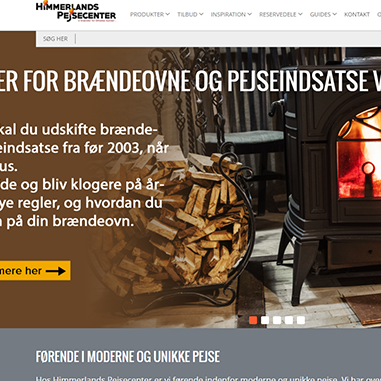 HIMMERLANDS
PEJSECENTER
PRODUKTER TILBUD INSPIRATION RESERVEDELE GUIDES KONTAKT
SØG HER
ER FOR BRÆNDEOVNE OG PEJSEINDSATSE V
kal du udskifte brænde-
eindsatse fra før 2003, når
us.
de og bliv klogere på år-
ye regler, og hvordan du
på din brændeovn.
mere her
FØRENDE I MODERNE OG UNIKKE PEJSE
Hos Himmerlands Pejsecenter er vi førende indenfor moderne og unikke pejse. Vi har ove